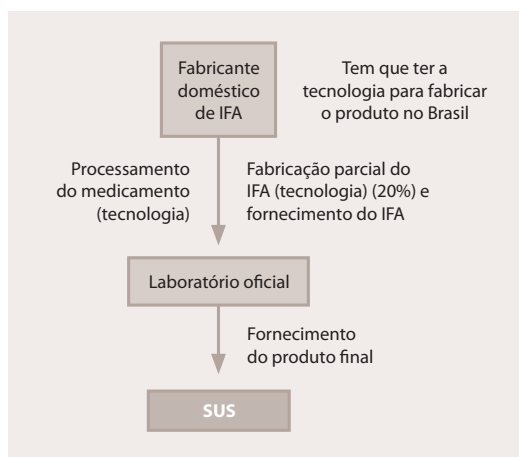 Fabricante
doméstico
de IFA
Tem que ter a
tecnologia para fabricar
o produto no Brasil
Processamento
do medicamento
(tecnologia)
Fabricação parcial do
IFA (tecnologia) (20%) e
fornecimento do IFA
Laboratório oficial
Fornecimento
do produto final
SUS